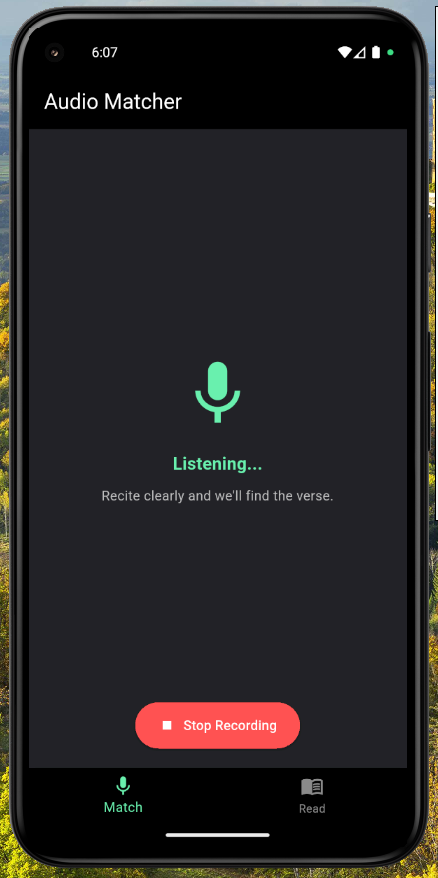 6:07
Audio Matcher
Listening...
Recite clearly and we'll find the verse.
Stop Recording
Match
Read